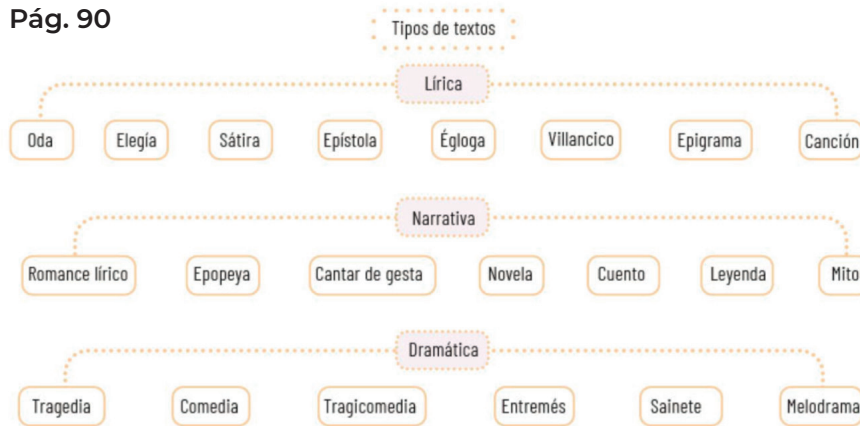 Pág. 90
Tipos de textos
Lírica
Oda Elegía Sátira Epístola Égloga Villancico Epigrama Canción
Narrativa
Romance lírico Epopeya Cantar de gesta Novela Cuento Leyenda Mito
Dramática
Tragedia Comedia Tragicomedia Entremés Sainete Melodrama